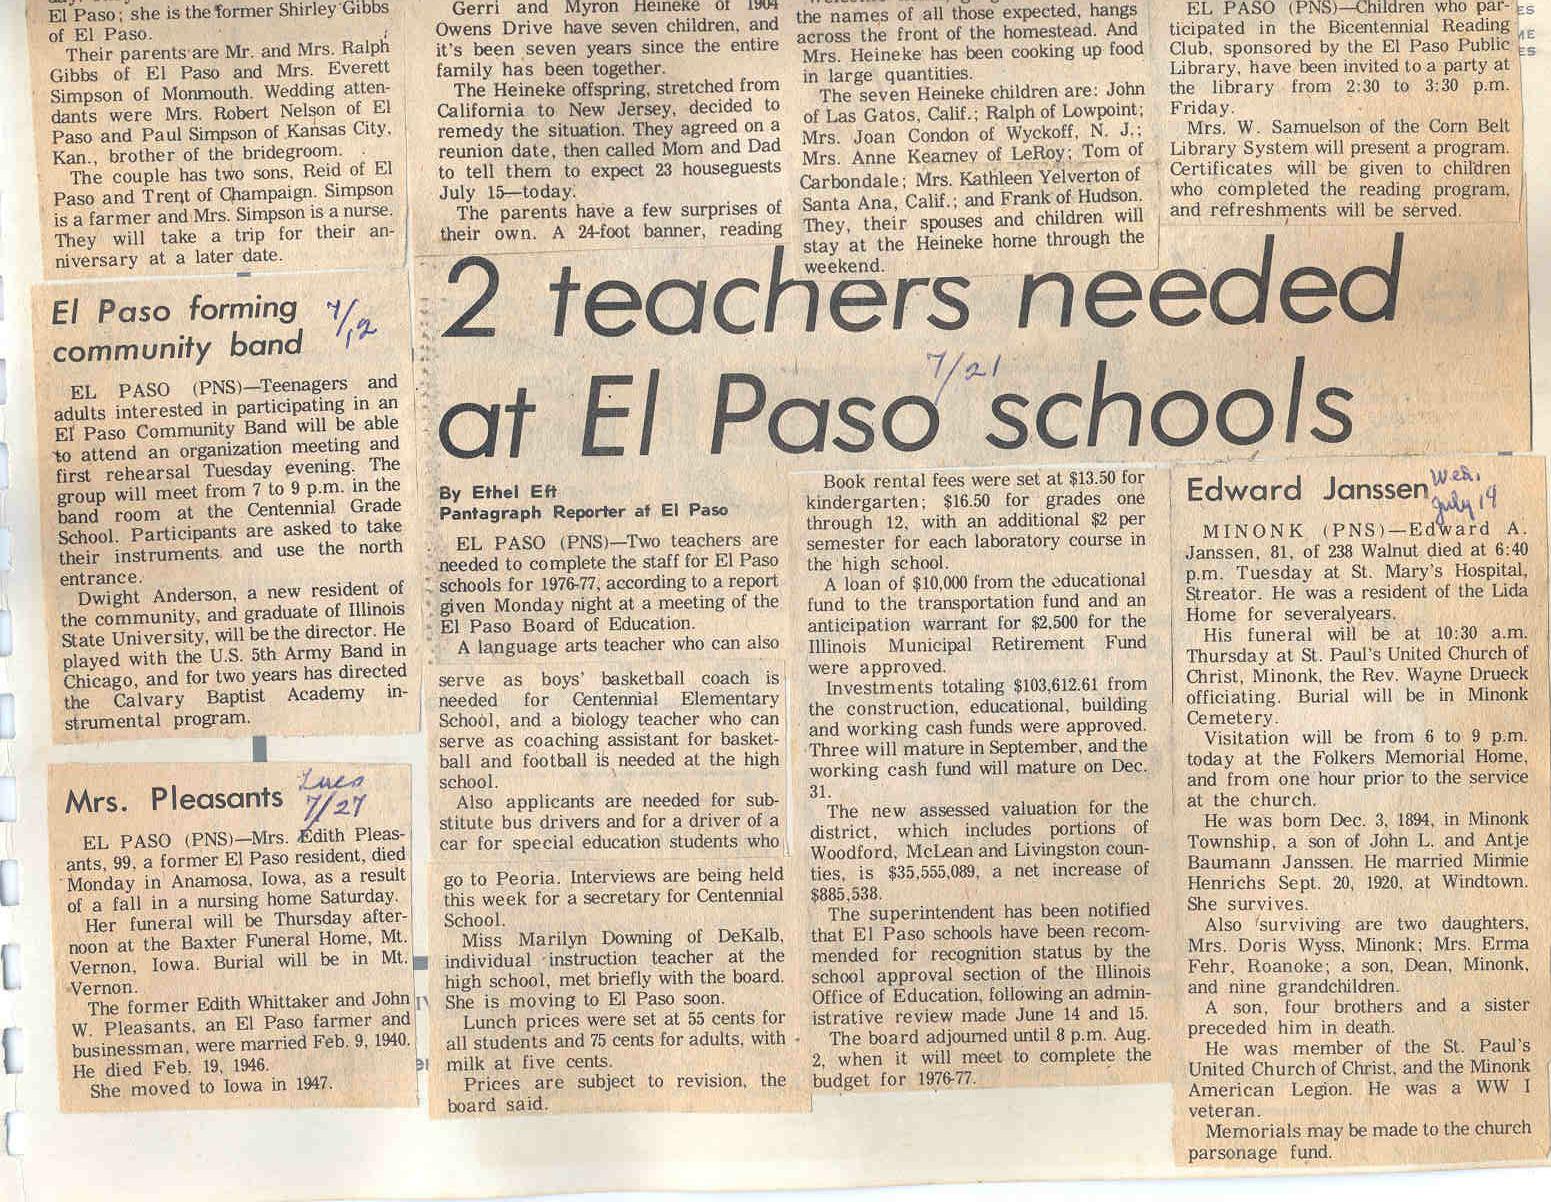 El Paso; she is the former Shirley Gibbs
of El Paso.
Their parents are Mr. and Mrs. Ralph
Gibbs of El Paso and Mrs. Everett
Simpson of Monmouth. Wedding atten-
dants were Mrs. Robert Nelson of El
Paso and Paul Simpson of Kansas City,
Kan., brother of the bridegroom.
The couple has two sons, Reid of El
Paso and Trent of Champaign. Simpson
is a farmer and Mrs. Simpson is a nurse.
They will take a trip for their an-
niversary at a later date.
Gerri and Myron Heineke of 1904
Owens Drive have seven children, and
it's been seven years since the entire
family has been together.
The Heineke offspring, stretched from
California to New Jersey, decided to
remedy the situation. They agreed on a
reunion date, then called Mom and Dad
to tell them to expect 23 houseguests
July 15—today.
The parents have a few surprises of
their own. A 24-foot banner, reading
the names of all those expected, hangs
across the front of the homestead. And
Mrs. Heineke has been cooking up food
in large quantities.
The seven Heineke children are: John
of Las Gatos, Calif.; Ralph of Lowpoint;
Mrs. Joan Condon of Wyckoff, N. J.;
Mrs. Anne Kearney of LeRoy; Tom of
Carbondale; Mrs. Kathleen Yelverton of
Santa Ana, Calif.; and Frank of Hudson.
They, their spouses and children will
stay at the Heineke home through the
weekend.
EL PASO (PNS)—Children who par-
ticipated in the Bicentennial Reading
Club, sponsored by the El Paso Public
Library, have been invited to a party at
the library from 2:30 to 3:30 p.m.
Friday.
Mrs. W. Samuelson of the Corn Belt
Library System will present a program.
Certificates will be given to children
who completed the reading program,
and refreshments will be served.
El Paso forming
community band
7/12
EL PASO (PNS)—Teenagers and
adults interested in participating in an
El Paso Community Band will be able
to attend an organization meeting and
first rehearsal Tuesday evening. The
group will meet from 7 to 9 p.m. in the
band room at the Centennial Grade
School. Participants are asked to take
their instruments and use the north
entrance.
Dwight Anderson, a new resident of
the community, and graduate of Illinois
State University, will be the director. He
played with the U.S. 5th Army Band in
Chicago, and for two years has directed
the Calvary Baptist Academy in-
strumental program.
Mrs. Pleasants
Tues
7/27
EL PASO (PNS)—Mrs. Edith Pleas-
ants, 99, a former El Paso resident, died
Monday in Anamosa, Iowa, as a result
of a fall in a nursing home Saturday.
Her funeral will be Thursday after-
noon at the Baxter Funeral Home, Mt.
Vernon, Iowa. Burial will be in Mt.
Vernon.
The former Edith Whittaker and John
W. Pleasants, an El Paso farmer and
businessman, were married Feb. 9, 1940.
He died Feb. 19, 1946.
She moved to Iowa in 1947.
2 teachers needed
at El Paso schools
7/21
By Ethel Eft
Pantagraph Reporter at El Paso
EL PASO (PNS)—Two teachers are
needed to complete the staff for El Paso
schools for 1976-77, according to a report
given Monday night at a meeting of the
El Paso Board of Education.
A language arts teacher who can also
serve as boys' basketball coach is
needed for Centennial Elementary
School, and a biology teacher who can
serve as coaching assistant for basket-
ball and football is needed at the high
school.
Also applicants are needed for sub-
stitute bus drivers and for a driver of a
car for special education students who
go to Peoria. Interviews are being held
this week for a secretary for Centennial
School.
Miss Marilyn Downing of DeKalb,
individual instruction teacher at the
high school, met briefly with the board.
She is moving to El Paso soon.
Lunch prices were set at 55 cents for
all students and 75 cents for adults, with
milk at five cents.
Prices are subject to revision, the
board said.
Book rental fees were set at $13.50 for
kindergarten; $16.50 for grades one
through 12, with an additional $2 per
semester for each laboratory course in
the high school.
A loan of $10,000 from the educational
fund to the transportation fund and an
anticipation warrant for $2,500 for the
Illinois Municipal Retirement Fund
were approved.
Investments totaling $103,612.61 from
the construction, educational, building
and working cash funds were approved.
Three will mature in September, and the
working cash fund will mature on Dec.
31.
The new assessed valuation for the
district, which includes portions of
Woodford, McLean and Livingston coun-
ties, is $35,555,089, a net increase of
$885,538.
The superintendent has been notified
that El Paso schools have been recom-
mended for recognition status by the
school approval section of the Illinois
Office of Education, following an admin-
istrative review made June 14 and 15.
The board adjourned until 8 p.m. Aug.
2, when it will meet to complete the
budget for 1976-77.
Edward Janssen
Wed.
July 14
MINONK (PNS)—Edward A.
Janssen, 81, of 238 Walnut died at 6:40
p.m. Tuesday at St. Mary's Hospital,
Streator. He was a resident of the Lida
Home for severalyears.
His funeral will be at 10:30 a.m.
Thursday at St. Paul's United Church of
Christ, Minonk, the Rev. Wayne Drueck
officiating. Burial will be in Minonk
Cemetery.
Visitation will be from 6 to 9 p.m.
today at the Folkers Memorial Home,
and from one hour prior to the service
at the church.
He was born Dec. 3, 1894, in Minonk
Township, a son of John L. and Antje
Baumann Janssen. He married Minnie
Henrichs Sept. 20, 1920, at Windtown.
She survives.
Also surviving are two daughters,
Mrs. Doris Wyss, Minonk; Mrs. Erma
Fehr, Roanoke; a son, Dean, Minonk,
and nine grandchildren.
A son, four brothers and a sister
preceded him in death.
He was member of the St. Paul's
United Church of Christ, and the Minonk
American Legion. He was a WW I
veteran.
Memorials may be made to the church
parsonage fund.